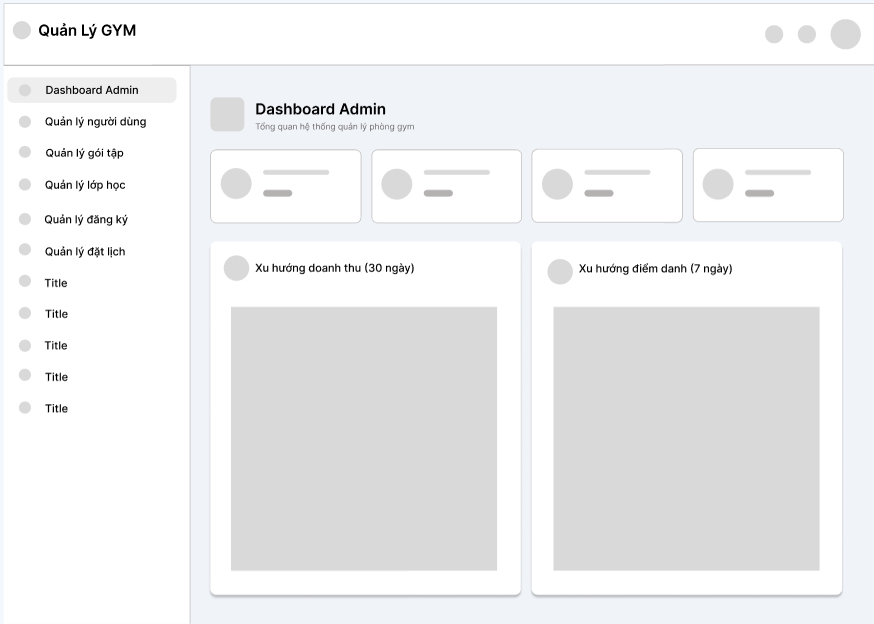 Quản Lý GYM
Dashboard Admin
Quản lý người dùng
Quản lý gói tập
Quản lý lớp học
Quản lý đăng ký
Quản lý đặt lịch
Title
Title
Title
Title
Title
Dashboard Admin
Tổng quan hệ thống quản lý phòng gym
Xu hướng doanh thu (30 ngày)
Xu hướng điểm danh (7 ngày)